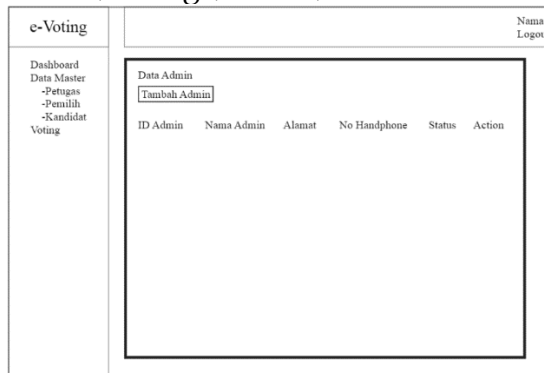 e-Voting
Nama
Logout
Dashboard
Data Master
-Petugas
-Pemilih
-Kandidat
Voting
Data Admin
Tambah Admin
ID Admin Nama Admin Alamat No Handphone Status Action